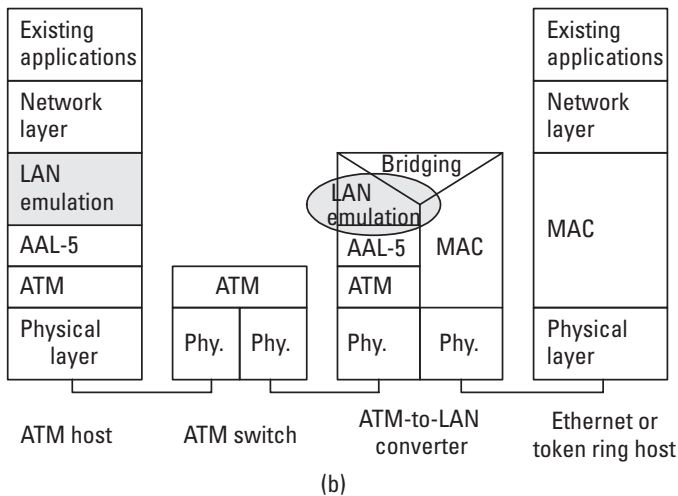 Existing
applications
Network
layer
LAN
emulation
AAL-5
ATM
Physical
layer
ATM host
ATM
Phy.
Phy.
ATM switch
Bridging
LAN
emulation
AAL-5
ATM
MAC
Phy.
Phy.
ATM-to-LAN
converter
Existing
applications
Network
layer
MAC
Physical
layer
Ethernet or
token ring host
(b)